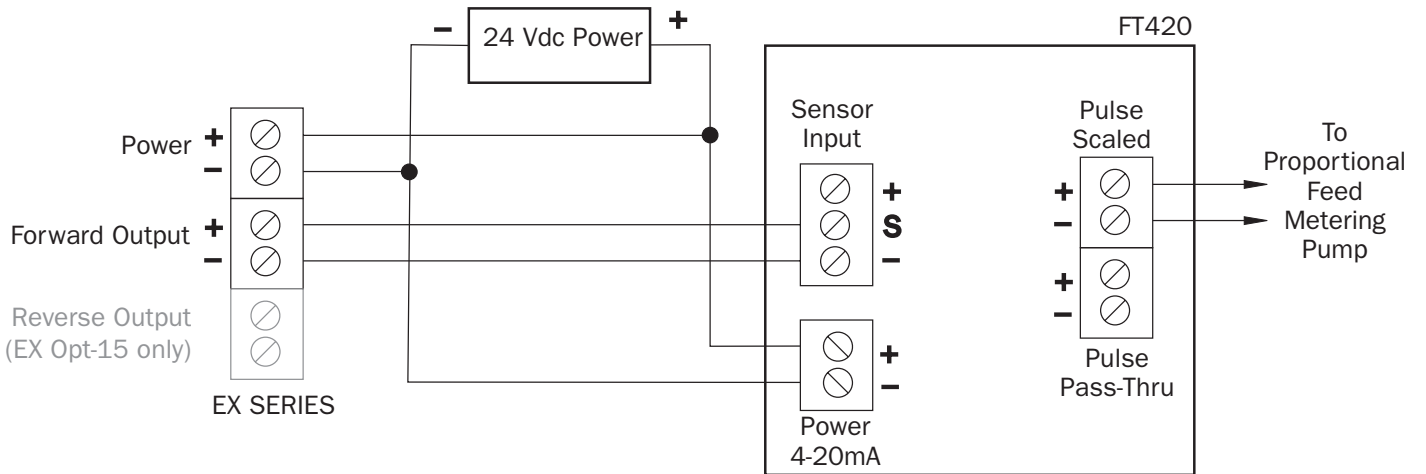 24 Vdc Power
−
+
FT420
Power
+
−
Forward Output
+
−
Reverse Output
(EX Opt-15 only)
EX SERIES
Sensor
Input
+
S
−
+
−
Power
4-20mA
Pulse
Scaled
+
−
+
−
Pulse
Pass-Thru
To
Proportional
Feed
Metering
Pump